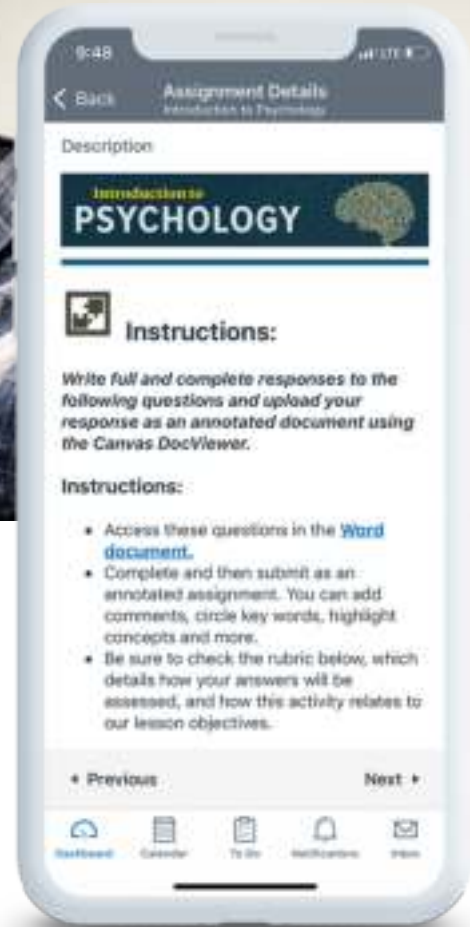 9:48
LTE
Back
Assignment Details
Introduction to Psychology
Description
Introduction to
PSYCHOLOGY
Instructions:
Write full and complete responses to the
following questions and upload your
response as an annotated document using
the Canvas DocViewer.
Instructions:
• Access these questions in the Word
document.
• Complete and then submit as an
annotated assignment. You can add
comments, circle key words, highlight
concepts and more.
• Be sure to check the rubric below, which
details how your answers will be
assessed, and how this activity relates to
our lesson objectives.
Previous
Next
Dashboard
Calendar
To Do
Notifications
Inbox